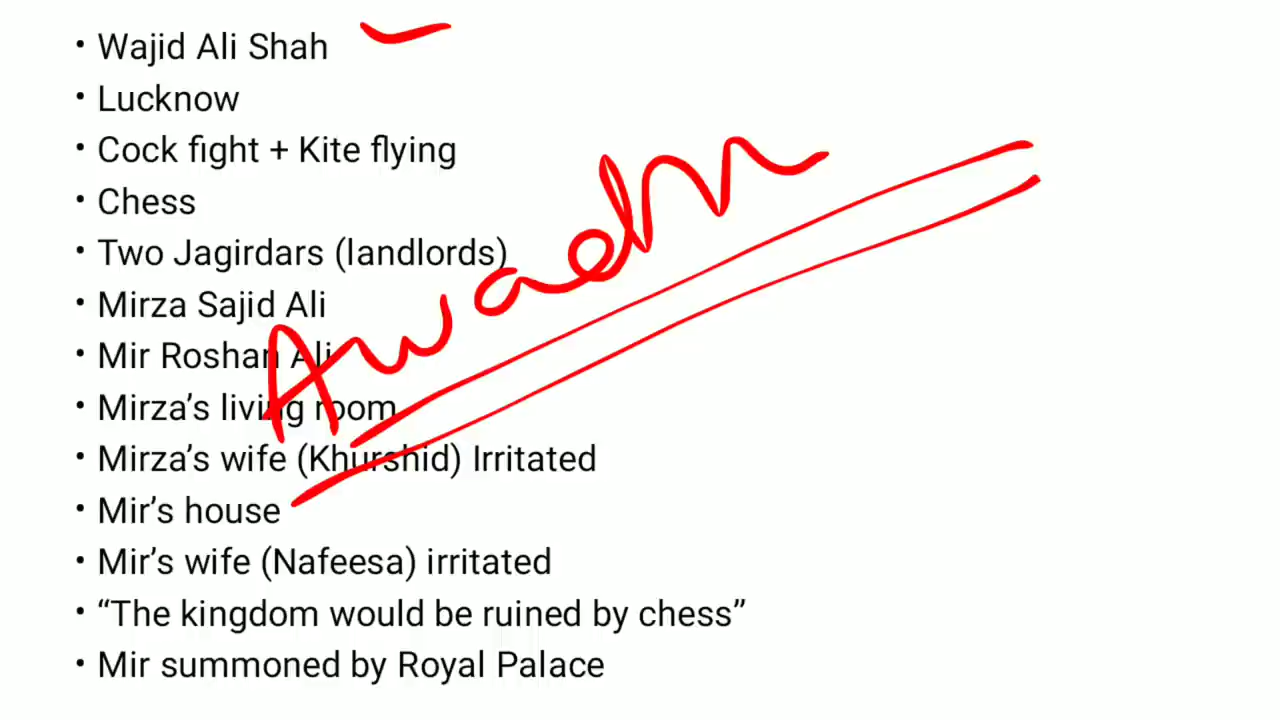 • Wajid Ali Shah
• Lucknow
• Cock fight + Kite flying
• Chess
• Two Jagirdars (landlords)
• Mirza Sajid Ali
• Mir Roshan Ali
• Mirza’s living room
• Mirza’s wife (Khurshid) Irritated
• Mir’s house
• Mir’s wife (Nafeesa) irritated
• “The kingdom would be ruined by chess”
• Mir summoned by Royal Palace
Awadh